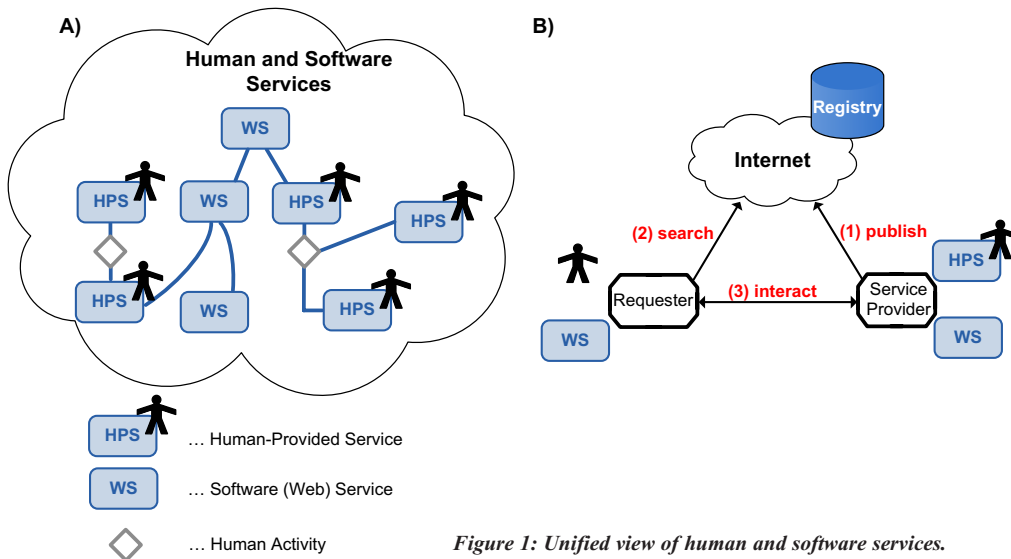 A)
Human and Software
Services
WS
HPS
WS
HPS
HPS
HPS
WS
HPS
HPS
... Human-Provided Service
WS
... Software (Web) Service
... Human Activity
B)
Registry
Internet
(2) search
(1) publish
HPS
Requester
(3) interact
Service
Provider
WS
WS
Figure 1: Unified view of human and software services.